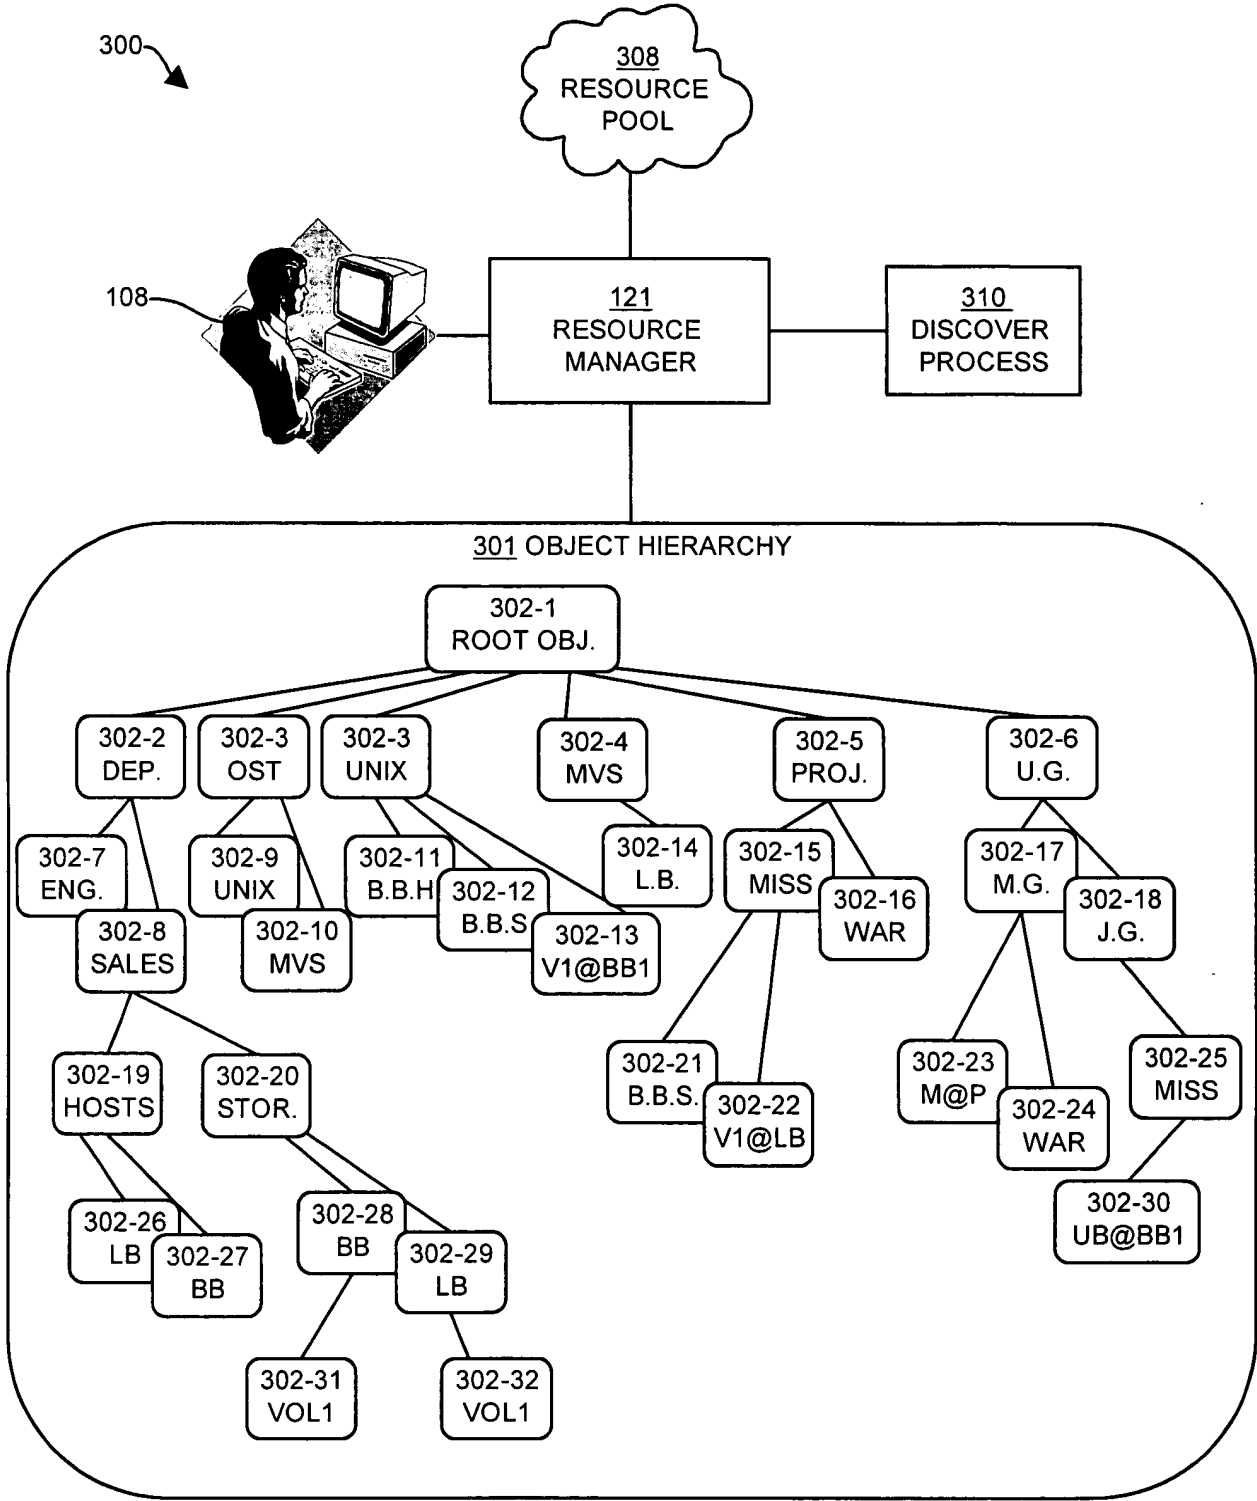 300
308
RESOURCE
POOL
108
121
RESOURCE
MANAGER
310
DISCOVER
PROCESS
301 OBJECT HIERARCHY
302-1
ROOT OBJ.
302-2
DEP.
302-3
OST
302-3
UNIX
302-4
MVS
302-5
PROJ.
302-6
U.G.
302-7
ENG.
302-8
SALES
302-9
UNIX
302-10
MVS
302-11
B.B.H
302-12
B.B.S
302-13
V1@BB1
302-14
L.B.
302-15
MISS
302-16
WAR
302-17
M.G.
302-18
J.G.
302-19
HOSTS
302-20
STOR.
302-21
B.B.S.
302-22
V1@LB
302-23
M@P
302-24
WAR
302-25
MISS
302-26
LB
302-27
BB
302-28
BB
302-29
LB
302-30
UB@BB1
302-31
VOL1
302-32
VOL1